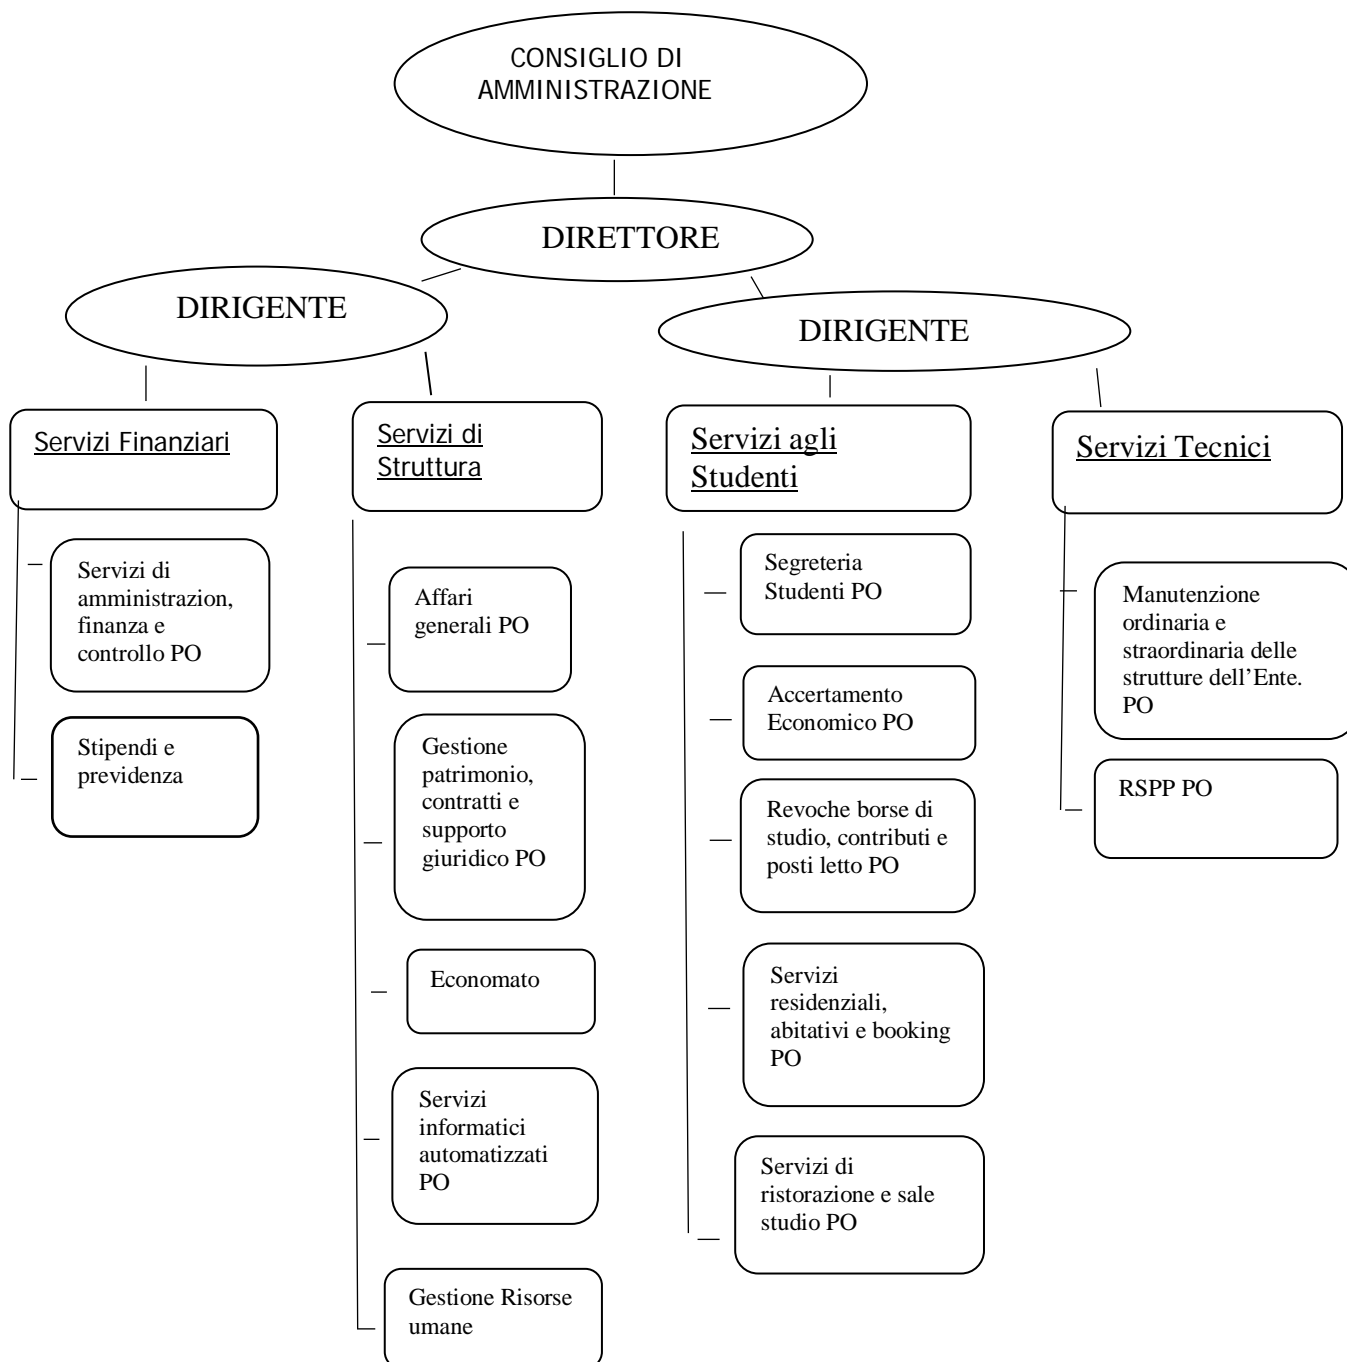 CONSIGLIO DI
AMMINISTRAZIONE
DIRETTORE
DIRIGENTE
DIRIGENTE
Servizi Finanziari
Servizi di
Struttura
Servizi agli
Studenti
Servizi Tecnici
Servizi di
amministrazion,
finanza e
controllo PO
Stipendi e
previdenza
Affari
generali PO
Gestione
patrimonio,
contratti e
supporto
giuridico PO
Economato
Servizi
informatici
automatizzati
PO
Gestione Risorse
umane
Segreteria
Studenti PO
Accertamento
Economico PO
Revoche borse di
studio, contributi e
posti letto PO
Servizi
residenziali,
abitativi e booking
PO
Servizi di
ristorazione e sale
studio PO
Manutenzione
ordinaria e
straordinaria delle
strutture dell’Ente.
PO
RSPP PO